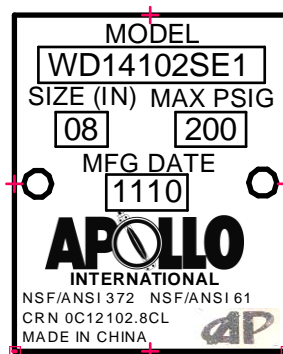 MODEL
WD14102SE1
SIZE (IN) MAX PSIG
08 200
MFG DATE
1110
APOLLO
INTERNATIONAL
NSF/ANSI 372 NSF/ANSI 61
CRN 0C12102.8CL
MADE IN CHINA
AP